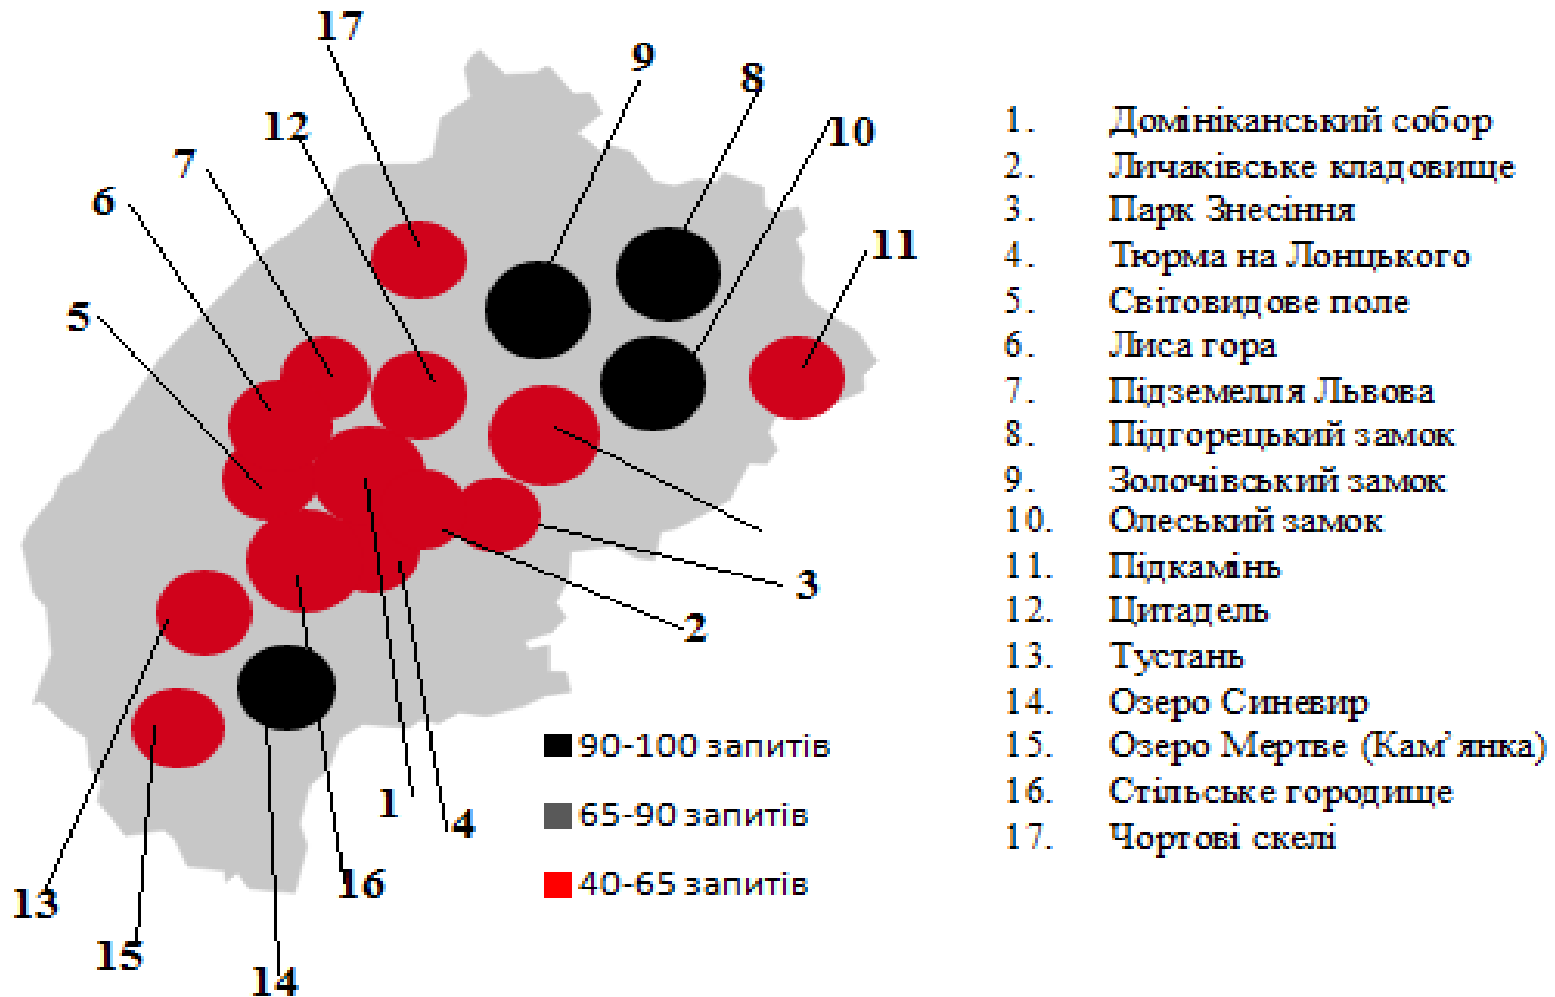 17
9
8
12
10
7
6
11
5
3
2
1
4
16
13
15
14
90-100 запитів
65-90 запитів
40-65 запитів
1. Домініканський собор
2. Личаківське кладовище
3. Парк Знесіння
4. Тюрма на Лонцького
5. Світовидове поле
6. Лиса гора
7. Підземелля Львова
8. Підгорецький замок
9. Золочівський замок
10. Олеський замок
11. Підкамінь
12. Цитадель
13. Тустань
14. Озеро Синевир
15. Озеро Мертве (Кам’янка)
16. Стільське городище
17. Чортові скелі